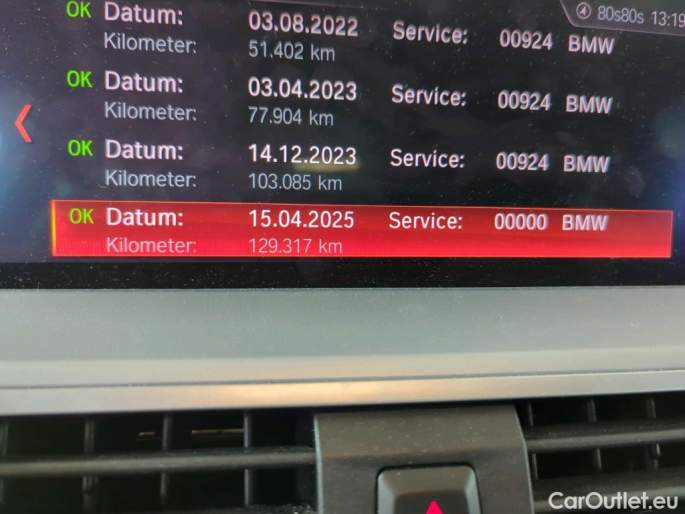 ④ 80s80s 13:19
OK Datum: 03.08.2022 Service: 00924 BMW
Kilometer: 51.402 km
OK Datum: 03.04.2023 Service: 00924 BMW
Kilometer: 77.904 km
OK Datum: 14.12.2023 Service: 00924 BMW
Kilometer: 103.085 km
OK Datum: 15.04.2025 Service: 00000 BMW
Kilometer: 129.317 km
CarOutlet.eu